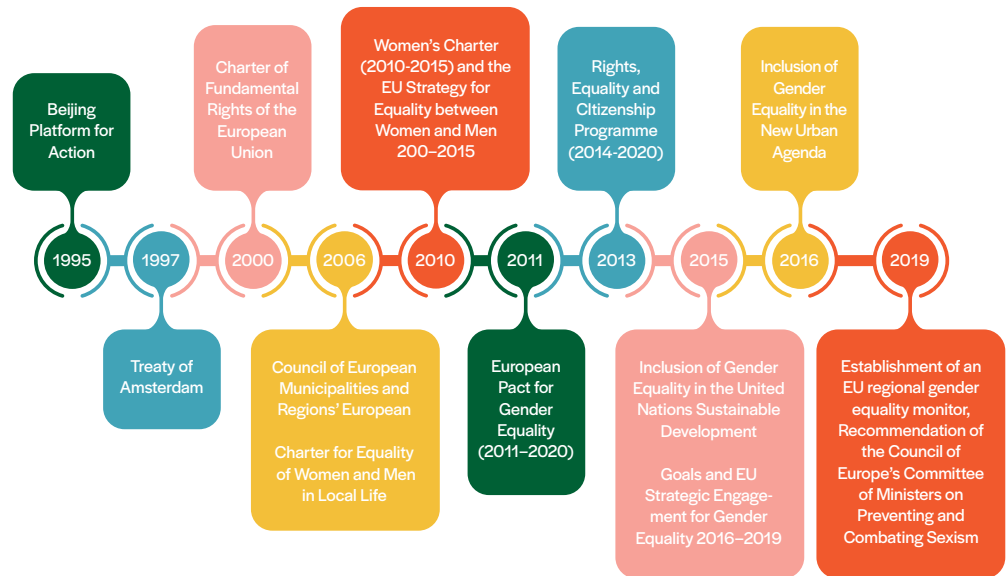 Beijing
Platform for
Action
Charter of
Fundamental
Rights of the
European
Union
Women's Charter
(2010-2015) and the
EU Strategy for
Equality between
Women and Men
200–2015
Rights,
Equality and
CItizenship
Programme
(2014-2020)
Inclusion of
Gender
Equality in the
New Urban
Agenda
1995
1997
2000
2006
2010
2011
2013
2015
2016
2019
Treaty of
Amsterdam
Council of European
Municipalities and
Regions' European
Charter for Equality
of Women and Men
in Local Life
European
Pact for
Gender
Equality
(2011–2020)
Inclusion of Gender
Equality in the United
Nations Sustainable
Development
Goals and EU
Strategic Engage-
ment for Gender
Equality 2016–2019
Establishment of an
EU regional gender
equality monitor,
Recommendation of
the Council of
Europe's Committee
of Ministers on
Preventing and
Combating Sexism